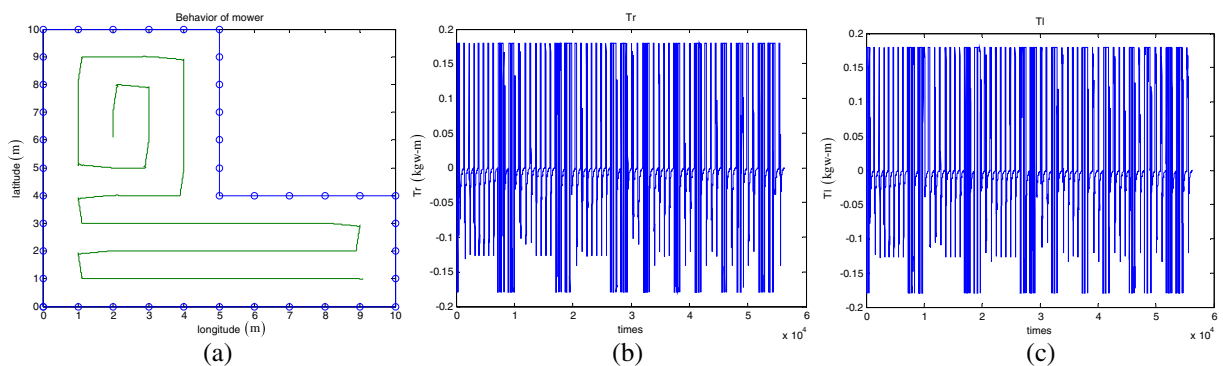 Behavior of mower
10
9
8
7
6
5
4
3
2
1
0
latitude (m)
0 1 2 3 4 5 6 7 8 9 10
longitude (m)
(a)
Tr
0.2
0.15
0.1
0.05
0
-0.05
-0.1
-0.15
-0.2
Tr (kgw-m)
0 1 2 3 4 5 6
times
x 10^4
(b)
Tl
0.2
0.15
0.1
0.05
0
-0.05
-0.1
-0.15
-0.2
Tl (kgw-m)
0 1 2 3 4 5 6
times
x 10^4
(c)